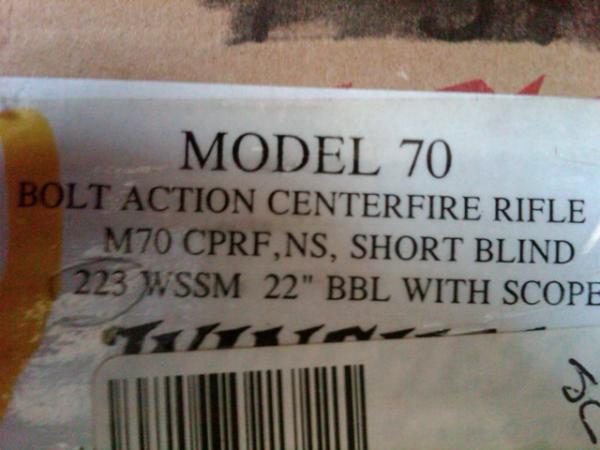 MODEL 70
BOLT ACTION CENTERFIRE RIFLE
M70 CPRF,NS, SHORT BLIND
223 WSSM 22" BBL WITH SCOPE